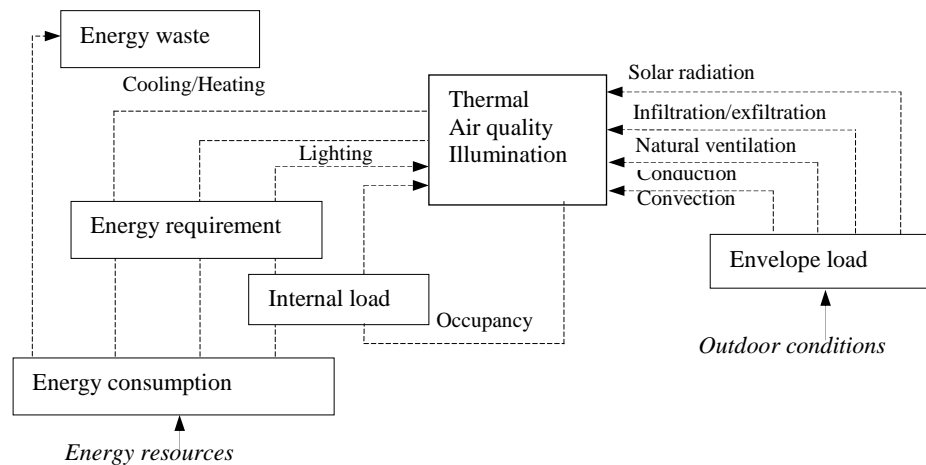 Energy waste
Cooling/Heating
Thermal
Air quality
Illumination
Solar radiation
Infiltration/exfiltration
Natural ventilation
Conduction
Convection
Lighting
Energy requirement
Internal load
Envelope load
Occupancy
Outdoor conditions
Energy consumption
Energy resources